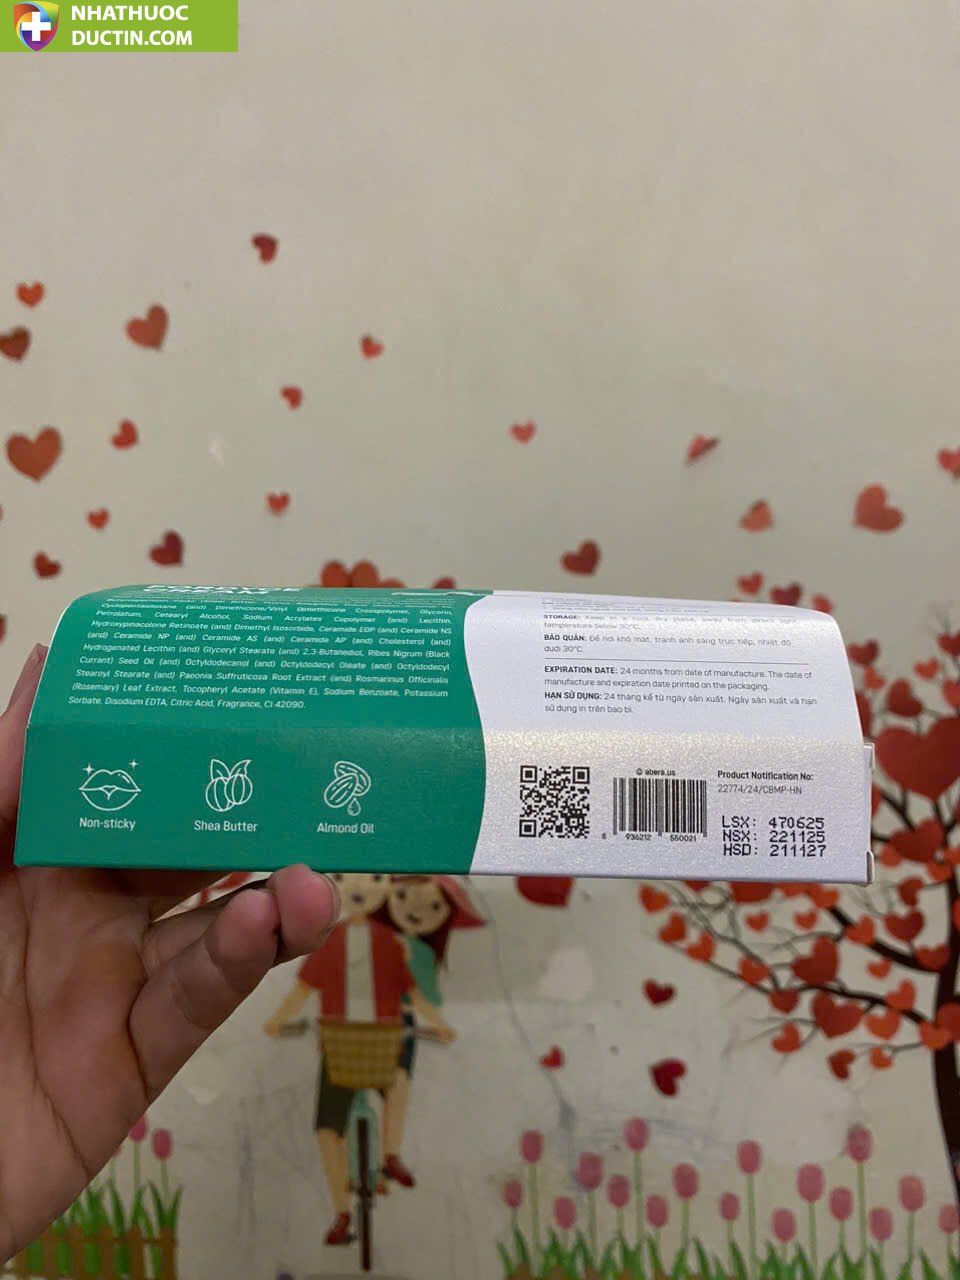 NHATHUOC
DUCTIN.COM
Cyclopentasiloxane (and) Dimethicone/Vinyl Dimethicone Crosspolymer, Glycerin,
Petrolatum, Cetearyl Alcohol, Sodium Acrylates Copolymer (and) Lecithin,
Hydroxypinacolone Retinoate (and) Dimethyl Isosorbide, Ceramide EOP (and) Ceramide NS
(and) Ceramide NP (and) Ceramide AS (and) Ceramide AP (and) Cholesterol (and)
Hydrogenated Lecithin (and) Glyceryl Stearate (and) 2,3-Butanediol, Ribes Nigrum (Black
Currant) Seed Oil (and) Octyldodecanol (and) Octyldodecyl Oleate (and) Octyldodecyl
Stearoyl Stearate (and) Paeonia Suffruticosa Root Extract (and) Rosmarinus Officinalis
(Rosemary) Leaf Extract, Tocopheryl Acetate (Vitamin E), Sodium Benzoate, Potassium
Sorbate, Disodium EDTA, Citric Acid, Fragrance, CI 42090.
Non-sticky
Shea Butter
Almond Oil
STORAGE: Keep in a cool, dry place, away from direct light,
temperature below 30°C.
BẢO QUẢN: Để nơi khô mát, tránh ánh sáng trực tiếp, nhiệt độ
dưới 30°C.
EXPIRATION DATE: 24 months from date of manufacture. The date of
manufacture and expiration date printed on the packaging.
HẠN SỬ DỤNG: 24 tháng kể từ ngày sản xuất. Ngày sản xuất và hạn
sử dụng in trên bao bì.
@ abera.us
8 936212 550021
Product Notification No:
22774/24/CBMP-HN
LSX: 470625
NSX: 221125
HSD: 211127